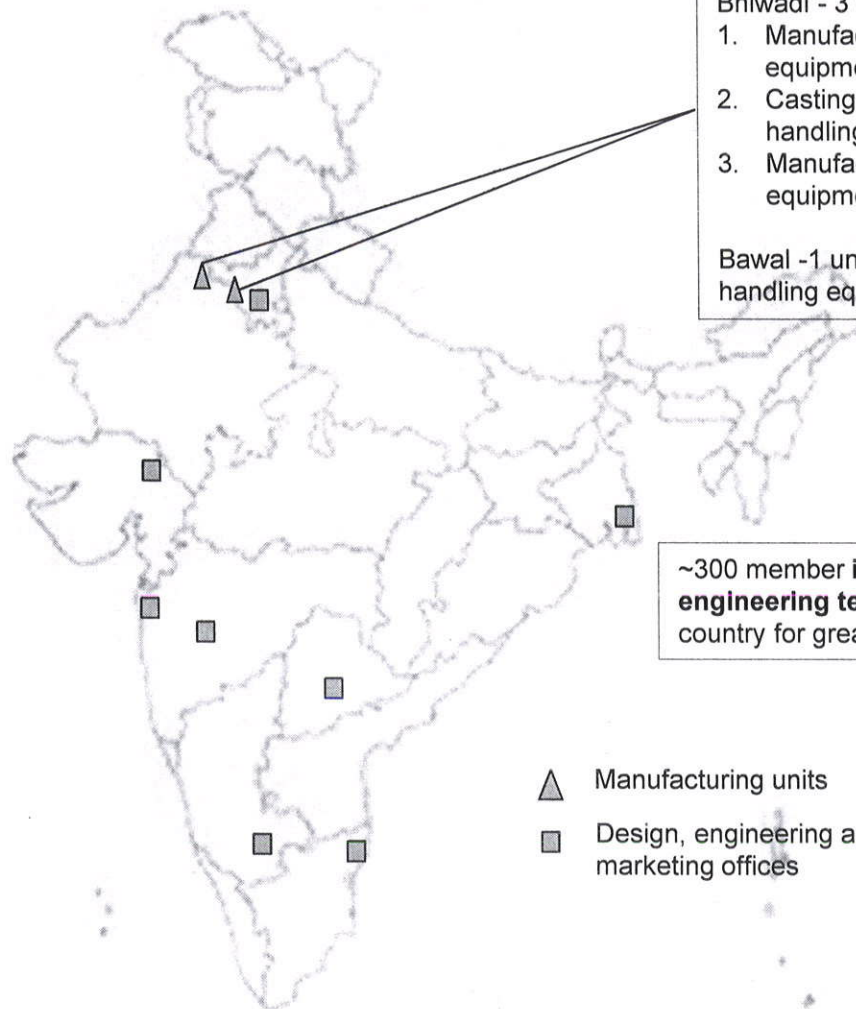 Bhiwadi - 3
1. Manufac
equipme
2. Casting
handling
3. Manufa
equipme
Bawal -1 un
handling eq
~300 member i
engineering te
country for grea
Manufacturing units
Design, engineering a
marketing offices